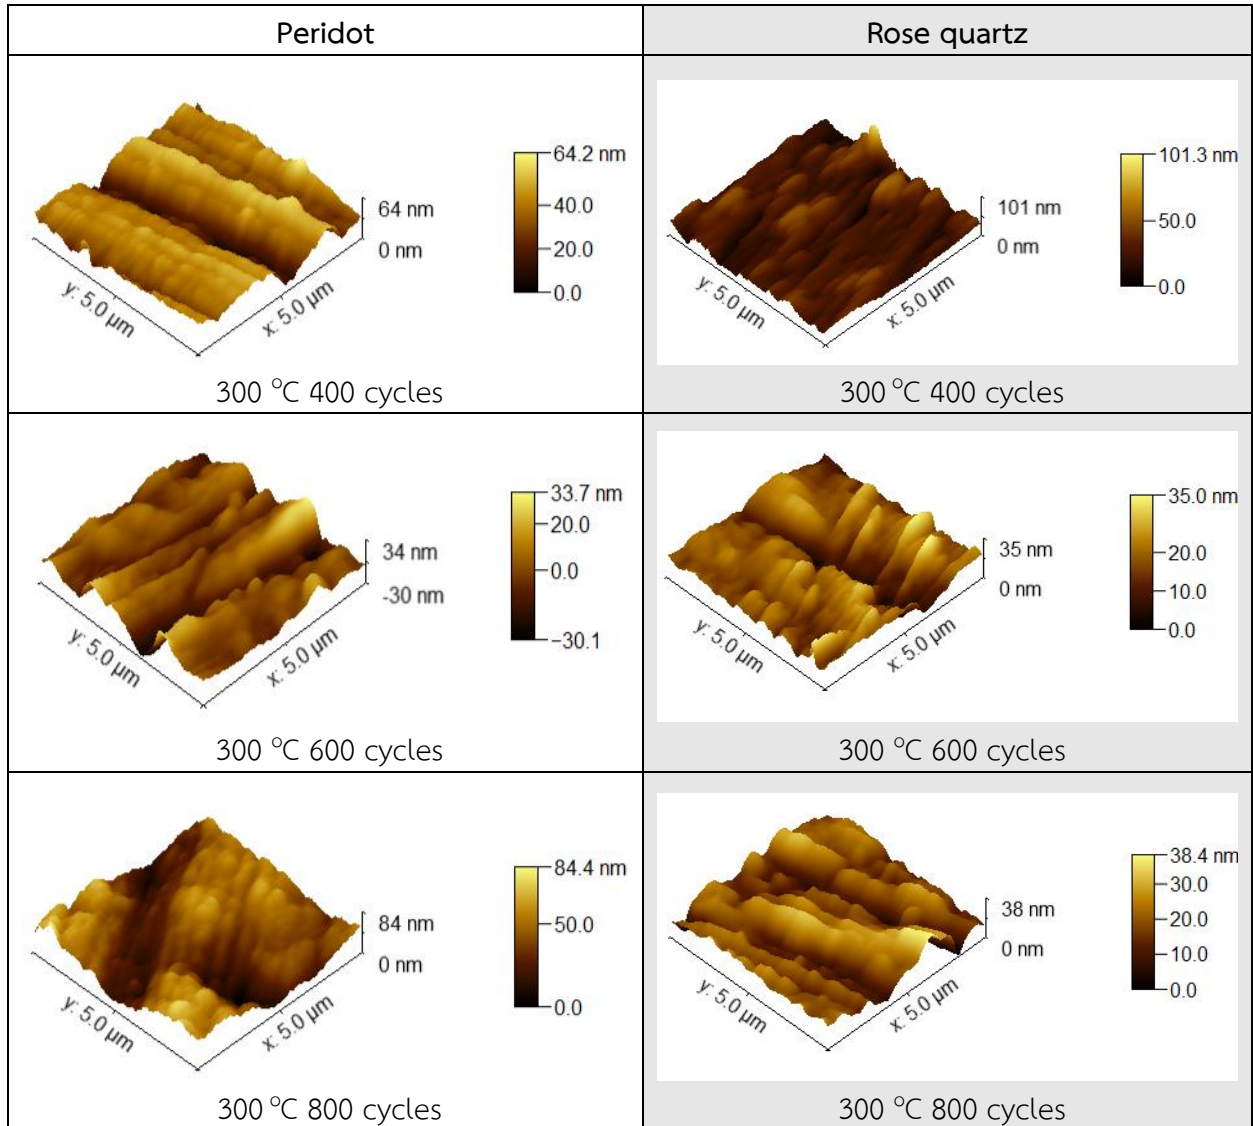 Peridot
Rose quartz
64.2 nm
40.0
20.0
0.0
64 nm
0 nm
y: 5.0 µm
x: 5.0 µm
300 °C 400 cycles
101.3 nm
50.0
0.0
101 nm
0 nm
y: 5.0 µm
x: 5.0 µm
300 °C 400 cycles
33.7 nm
20.0
0.0
−30.1
34 nm
-30 nm
y: 5.0 µm
x: 5.0 µm
300 °C 600 cycles
35.0 nm
20.0
10.0
0.0
35 nm
0 nm
y: 5.0 µm
x: 5.0 µm
300 °C 600 cycles
84.4 nm
50.0
0.0
84 nm
0 nm
y: 5.0 µm
x: 5.0 µm
300 °C 800 cycles
38.4 nm
30.0
20.0
10.0
0.0
38 nm
0 nm
y: 5.0 µm
x: 5.0 µm
300 °C 800 cycles